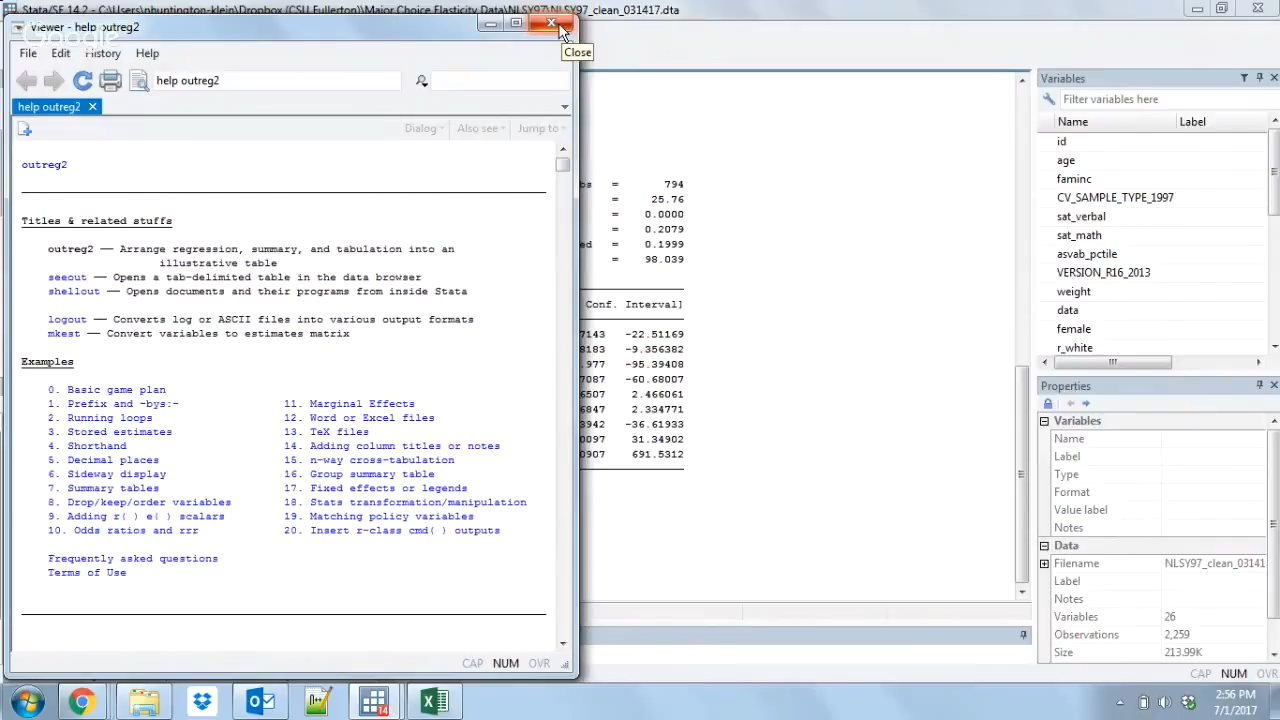 Stata/SE 14.2 - C:\Users\nhuntington-klein\Dropbox (CSU Fullerton)\Major Choice Elasticity Data\NLSY97\NLSY97_clean_031417.dta
Viewer - help outreg2
Google
Close
File Edit History Help
help outreg2
help outreg2
Dialog Also see Jump to
outreg2
Titles & related stuffs
outreg2 — Arrange regression, summary, and tabulation into an
illustrative table
seeout — Opens a tab-delimited table in the data browser
shellout — Opens documents and their programs from inside Stata
logout — Converts log or ASCII files into various output formats
mkest — Convert variables to estimates matrix
Examples
0. Basic game plan
1. Prefix and -bys:- 11. Marginal Effects
2. Running loops 12. Word or Excel files
3. Stored estimates 13. TeX files
4. Shorthand 14. Adding column titles or notes
5. Decimal places 15. n-way cross-tabulation
6. Sideway display 16. Group summary table
7. Summary tables 17. Fixed effects or legends
8. Drop/keep/order variables 18. Stats transformation/manipulation
9. Adding r( ) e( ) scalars 19. Matching policy variables
10. Odds ratios and rrr 20. Insert r-class cmd( ) outputs
Frequently asked questions
Terms of Use
CAP NUM OVR
bs = 794
= 25.76
= 0.0000
= 0.2079
ed = 0.1999
= 98.039
Conf. Interval]
7143 -22.51169
8183 -9.356382
.977 -95.39408
7087 -60.68007
6507 2.466061
6847 2.334771
3942 -36.61933
0097 31.34902
0907 691.5312
Variables
Filter variables here
Name Label
id
age
faminc
CV_SAMPLE_TYPE_1997
sat_verbal
sat_math
asvab_pctile
VERSION_R16_2013
weight
data
female
r_white
Properties
Variables
Name
Label
Type
Format
Value label
Notes
Data
Filename NLSY97_clean_03141
Label
Notes
Variables 26
Observations 2,259
Size 213.99K
CAP NUM OVR
14
2:56 PM
7/1/2017